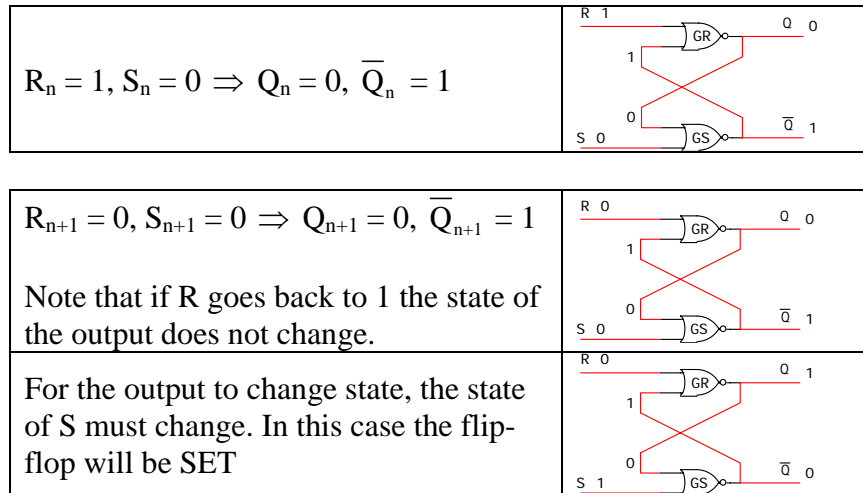 R 1
Q 0
GR
1
Rₙ = 1, Sₙ = 0 ⇒ Qₙ = 0, Q̅ₙ = 1
0
S 0
GS
Q̅ 1
Rₙ₊₁ = 0, Sₙ₊₁ = 0 ⇒ Qₙ₊₁ = 0, Q̅ₙ₊₁ = 1
Note that if R goes back to 1 the state of
the output does not change.
R 0
Q 0
GR
1
0
S 0
GS
Q̅ 1
For the output to change state, the state
of S must change. In this case the flip-
flop will be SET
R 0
Q 1
GR
1
0
S 1
GS
Q̅ 0